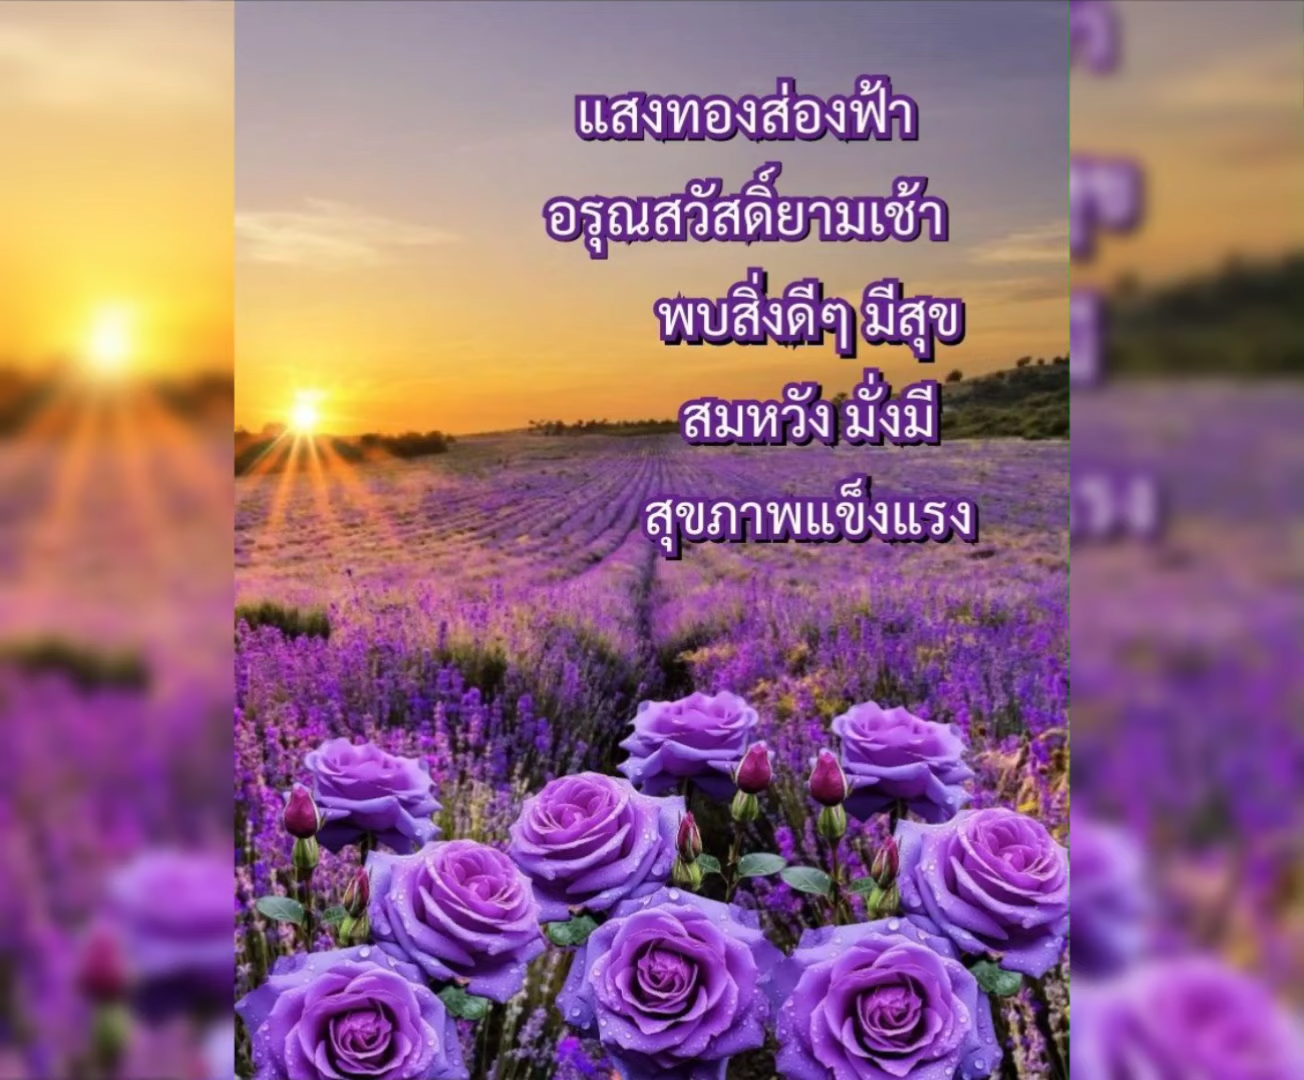 แสงทองส่องฟ้า
อรุณสวัสดิ์ยามเช้า
พบสิ่งดีๆ มีสุข
สมหวัง มั่งมี
สุขภาพแข็งแรง